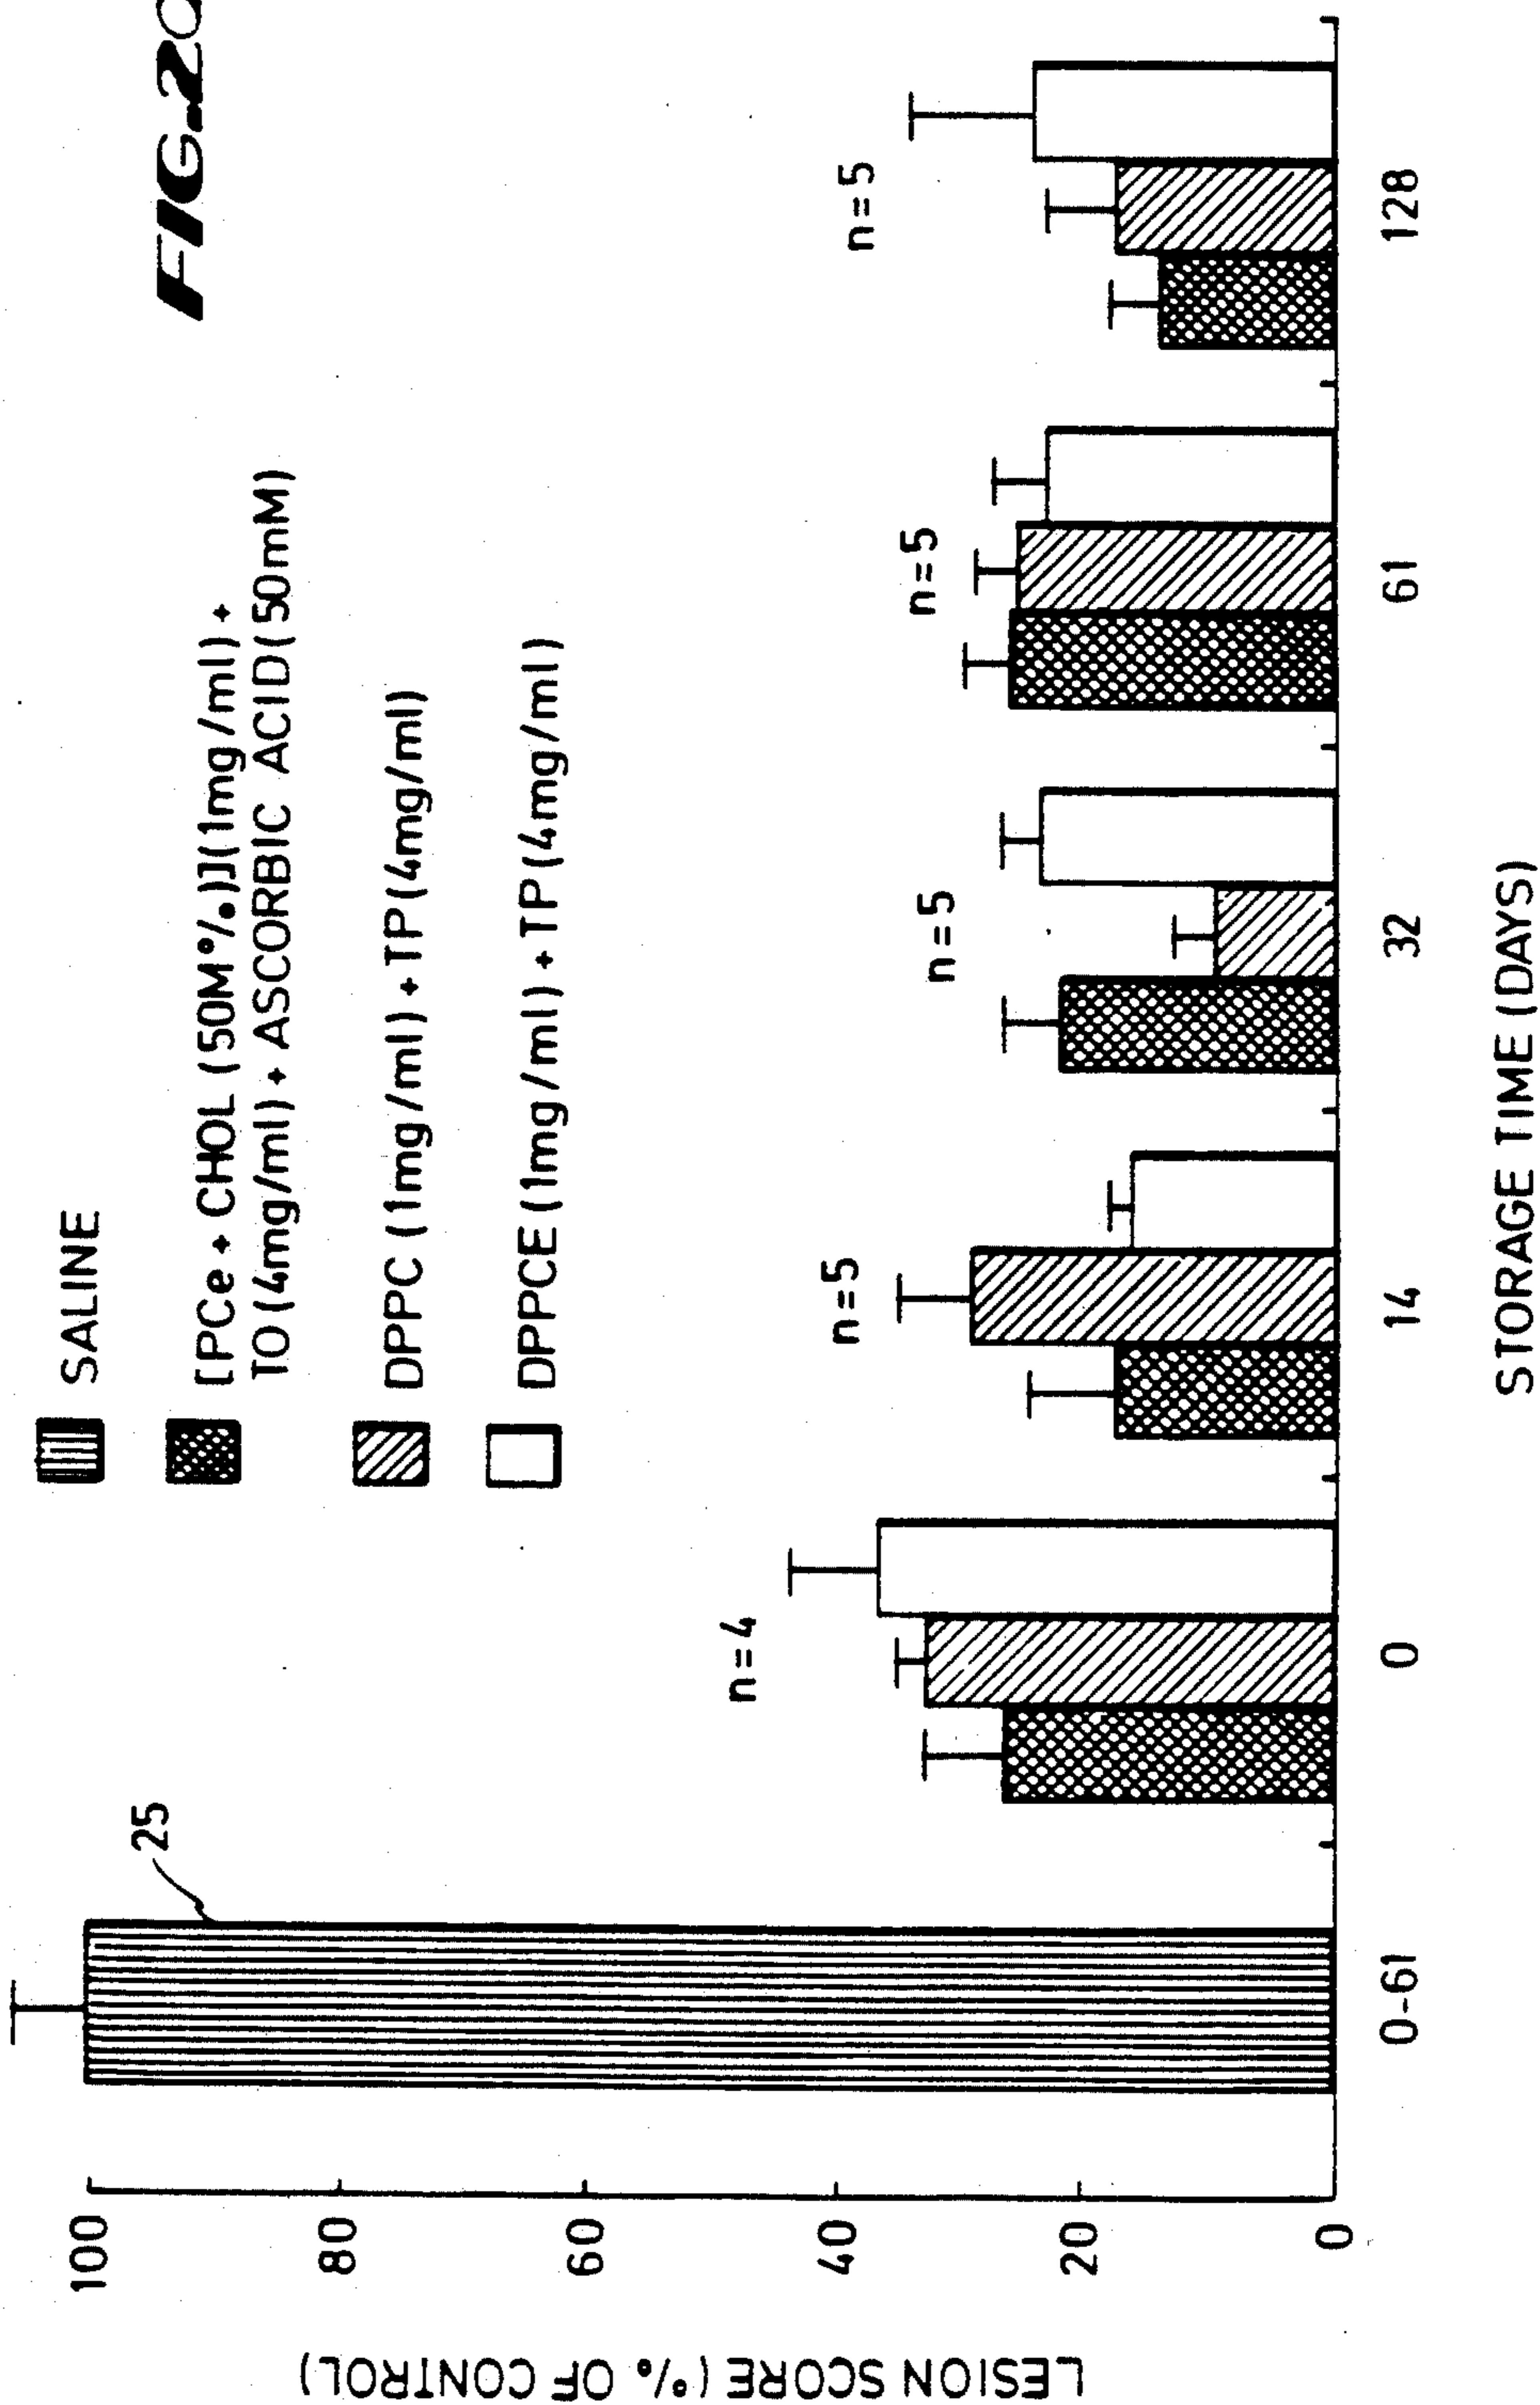 FIG._2C
SALINE
[PCe + CHOL (50M%)](1mg/ml) +
TO (4mg/ml) + ASCORBIC ACID (50mM)
DPPC (1mg/ml) + TP (4mg/ml)
DPPCE (1mg/ml) + TP (4mg/ml)
LESION SCORE (% OF CONTROL)
100
80
60
40
20
0
25
n=4
n=5
n=5
n=5
n=5
0-61
0
14
32
61
128
STORAGE TIME (DAYS)